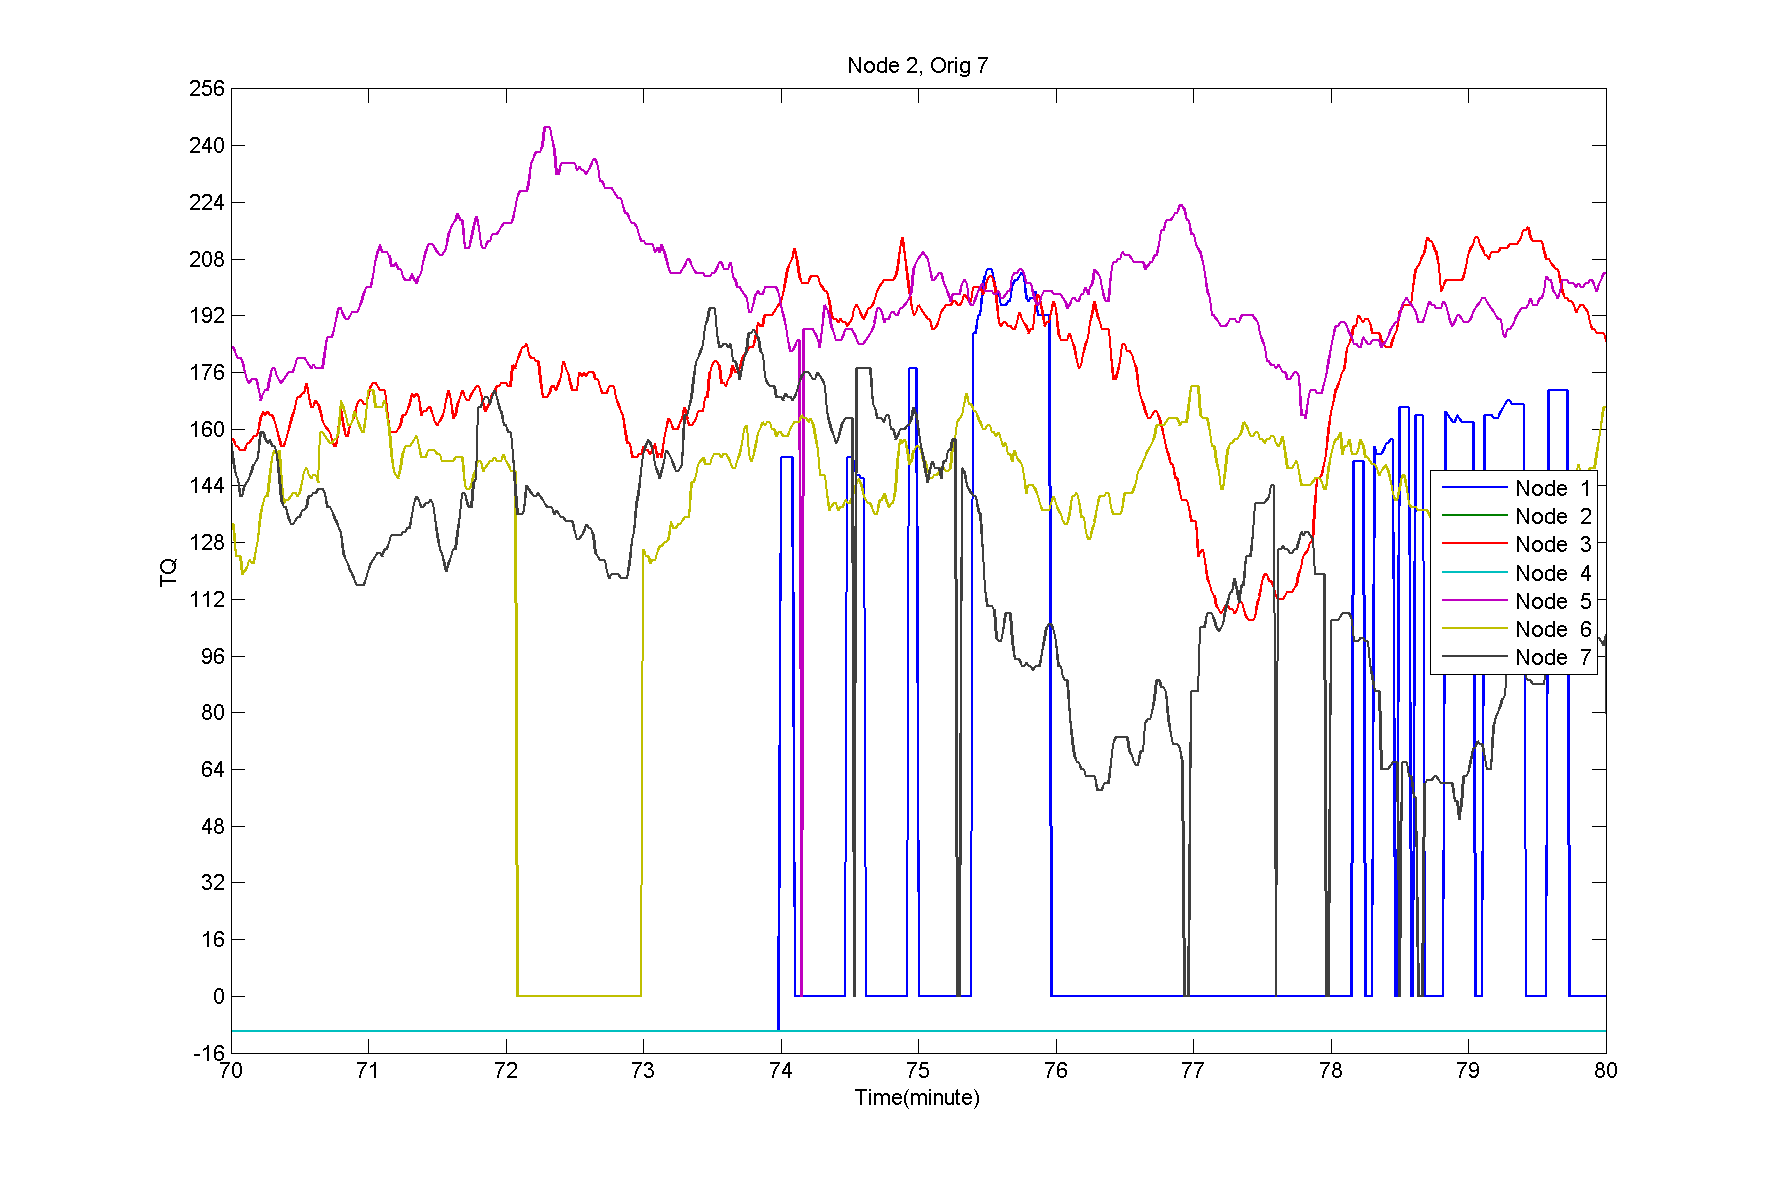 Node 2, Orig 7
256
240
224
208
192
176
160
144
128
112
96
80
64
48
32
16
0
-16
TQ
70 71 72 73 74 75 76 77 78 79 80
Time(minute)
Node 1
Node 2
Node 3
Node 4
Node 5
Node 6
Node 7